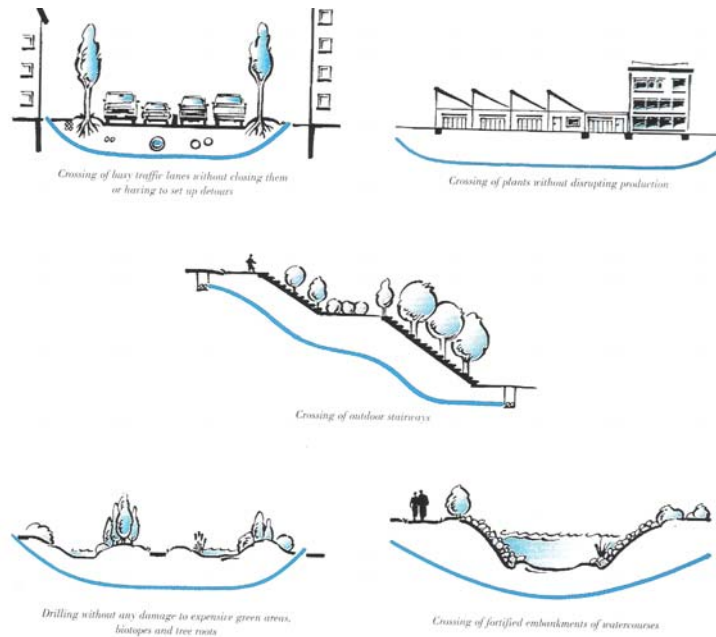 Crossing of busy traffic lanes without closing them
or having to set up detours
Crossing of plants without disrupting production
Crossing of outdoor stairways
Drilling without any damage to expensive green areas,
biotopes and tree roots
Crossing of fortified embankments of watercourses